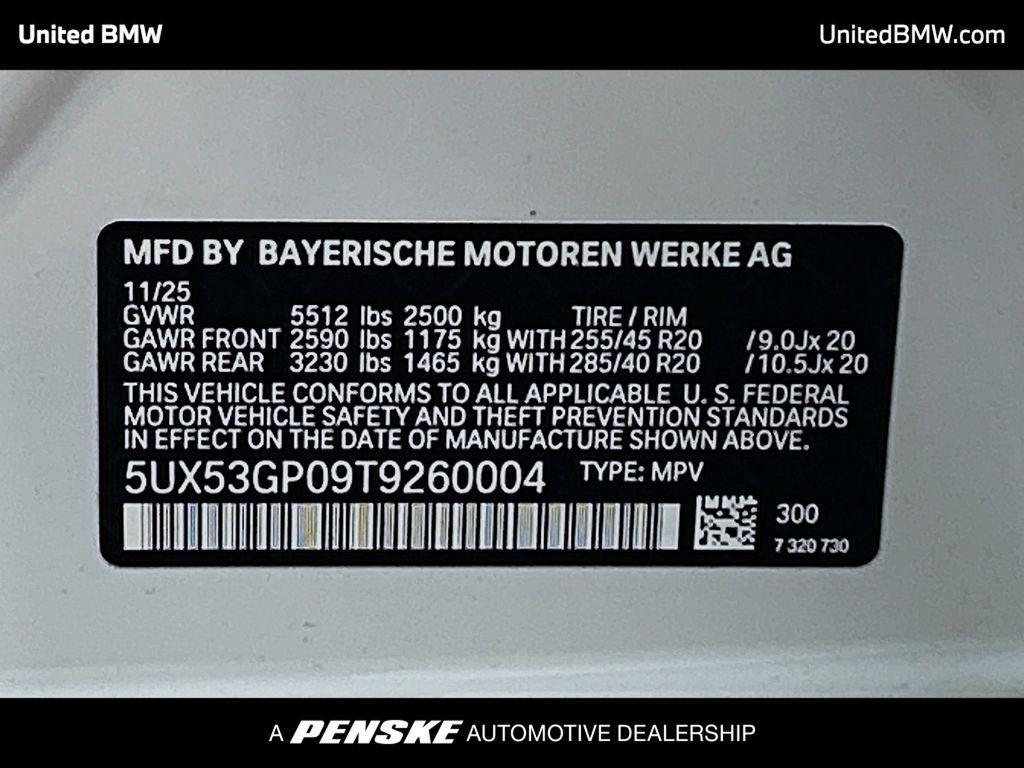 United BMW
UnitedBMW.com
MFD BY BAYERISCHE MOTOREN WERKE AG
11/25
GVWR 5512 lbs 2500 kg TIRE / RIM
GAWR FRONT 2590 lbs 1175 kg WITH 255/45 R20 /9.0Jx 20
GAWR REAR 3230 lbs 1465 kg WITH 285/40 R20 /10.5Jx 20
THIS VEHICLE CONFORMS TO ALL APPLICABLE U. S. FEDERAL
MOTOR VEHICLE SAFETY AND THEFT PREVENTION STANDARDS
IN EFFECT ON THE DATE OF MANUFACTURE SHOWN ABOVE.
5UX53GP09T9260004 TYPE: MPV
300
7 320 730
A PENSKE AUTOMOTIVE DEALERSHIP